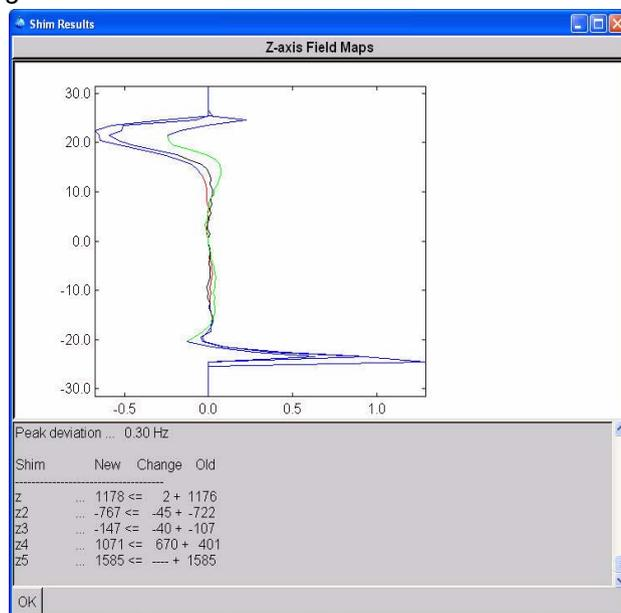 Shim Results
Z-axis Field Maps
30.0
20.0
10.0
0.0
-10.0
-20.0
-30.0
-0.5 0.0 0.5 1.0
Peak deviation ... 0.30 Hz
Shim New Change Old
-----------------------------------
z ... 1178 <= 2 + 1176
z2 ... -767 <= -45 + -722
z3 ... -147 <= -40 + -107
z4 ... 1071 <= 670 + 401
z5 ... 1585 <= ---- + 1585
OK